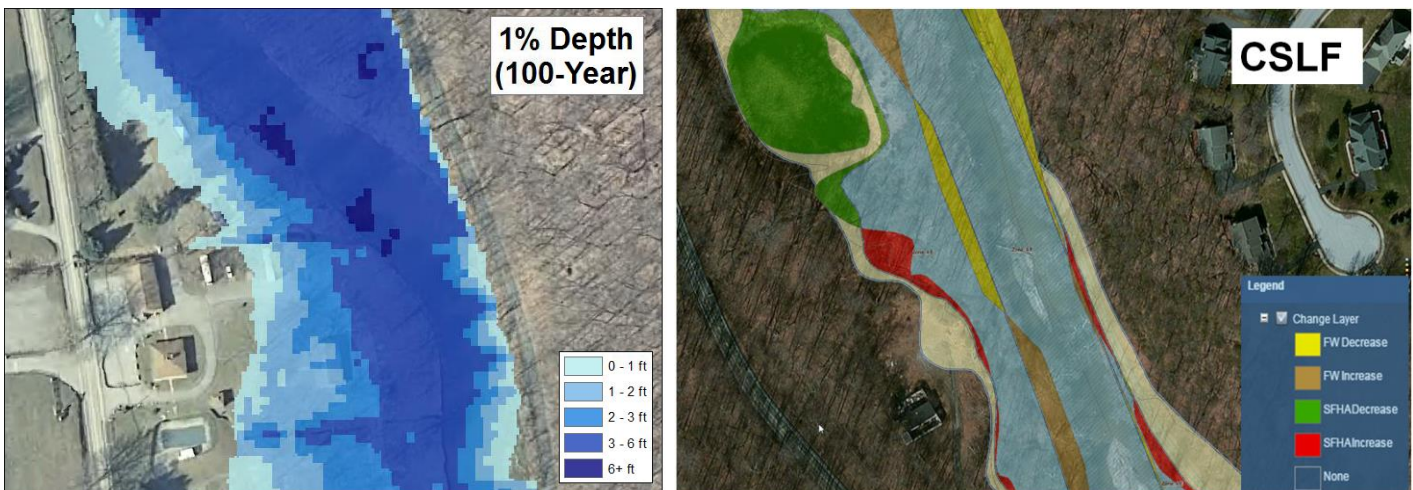 1% Depth
(100-Year)
0 - 1 ft
1 - 2 ft
2 - 3 ft
3 - 6 ft
6+ ft
CSLF
Legend
Change Layer
FW Decrease
FW Increase
SFHADecrease
SFHAIncrease
None